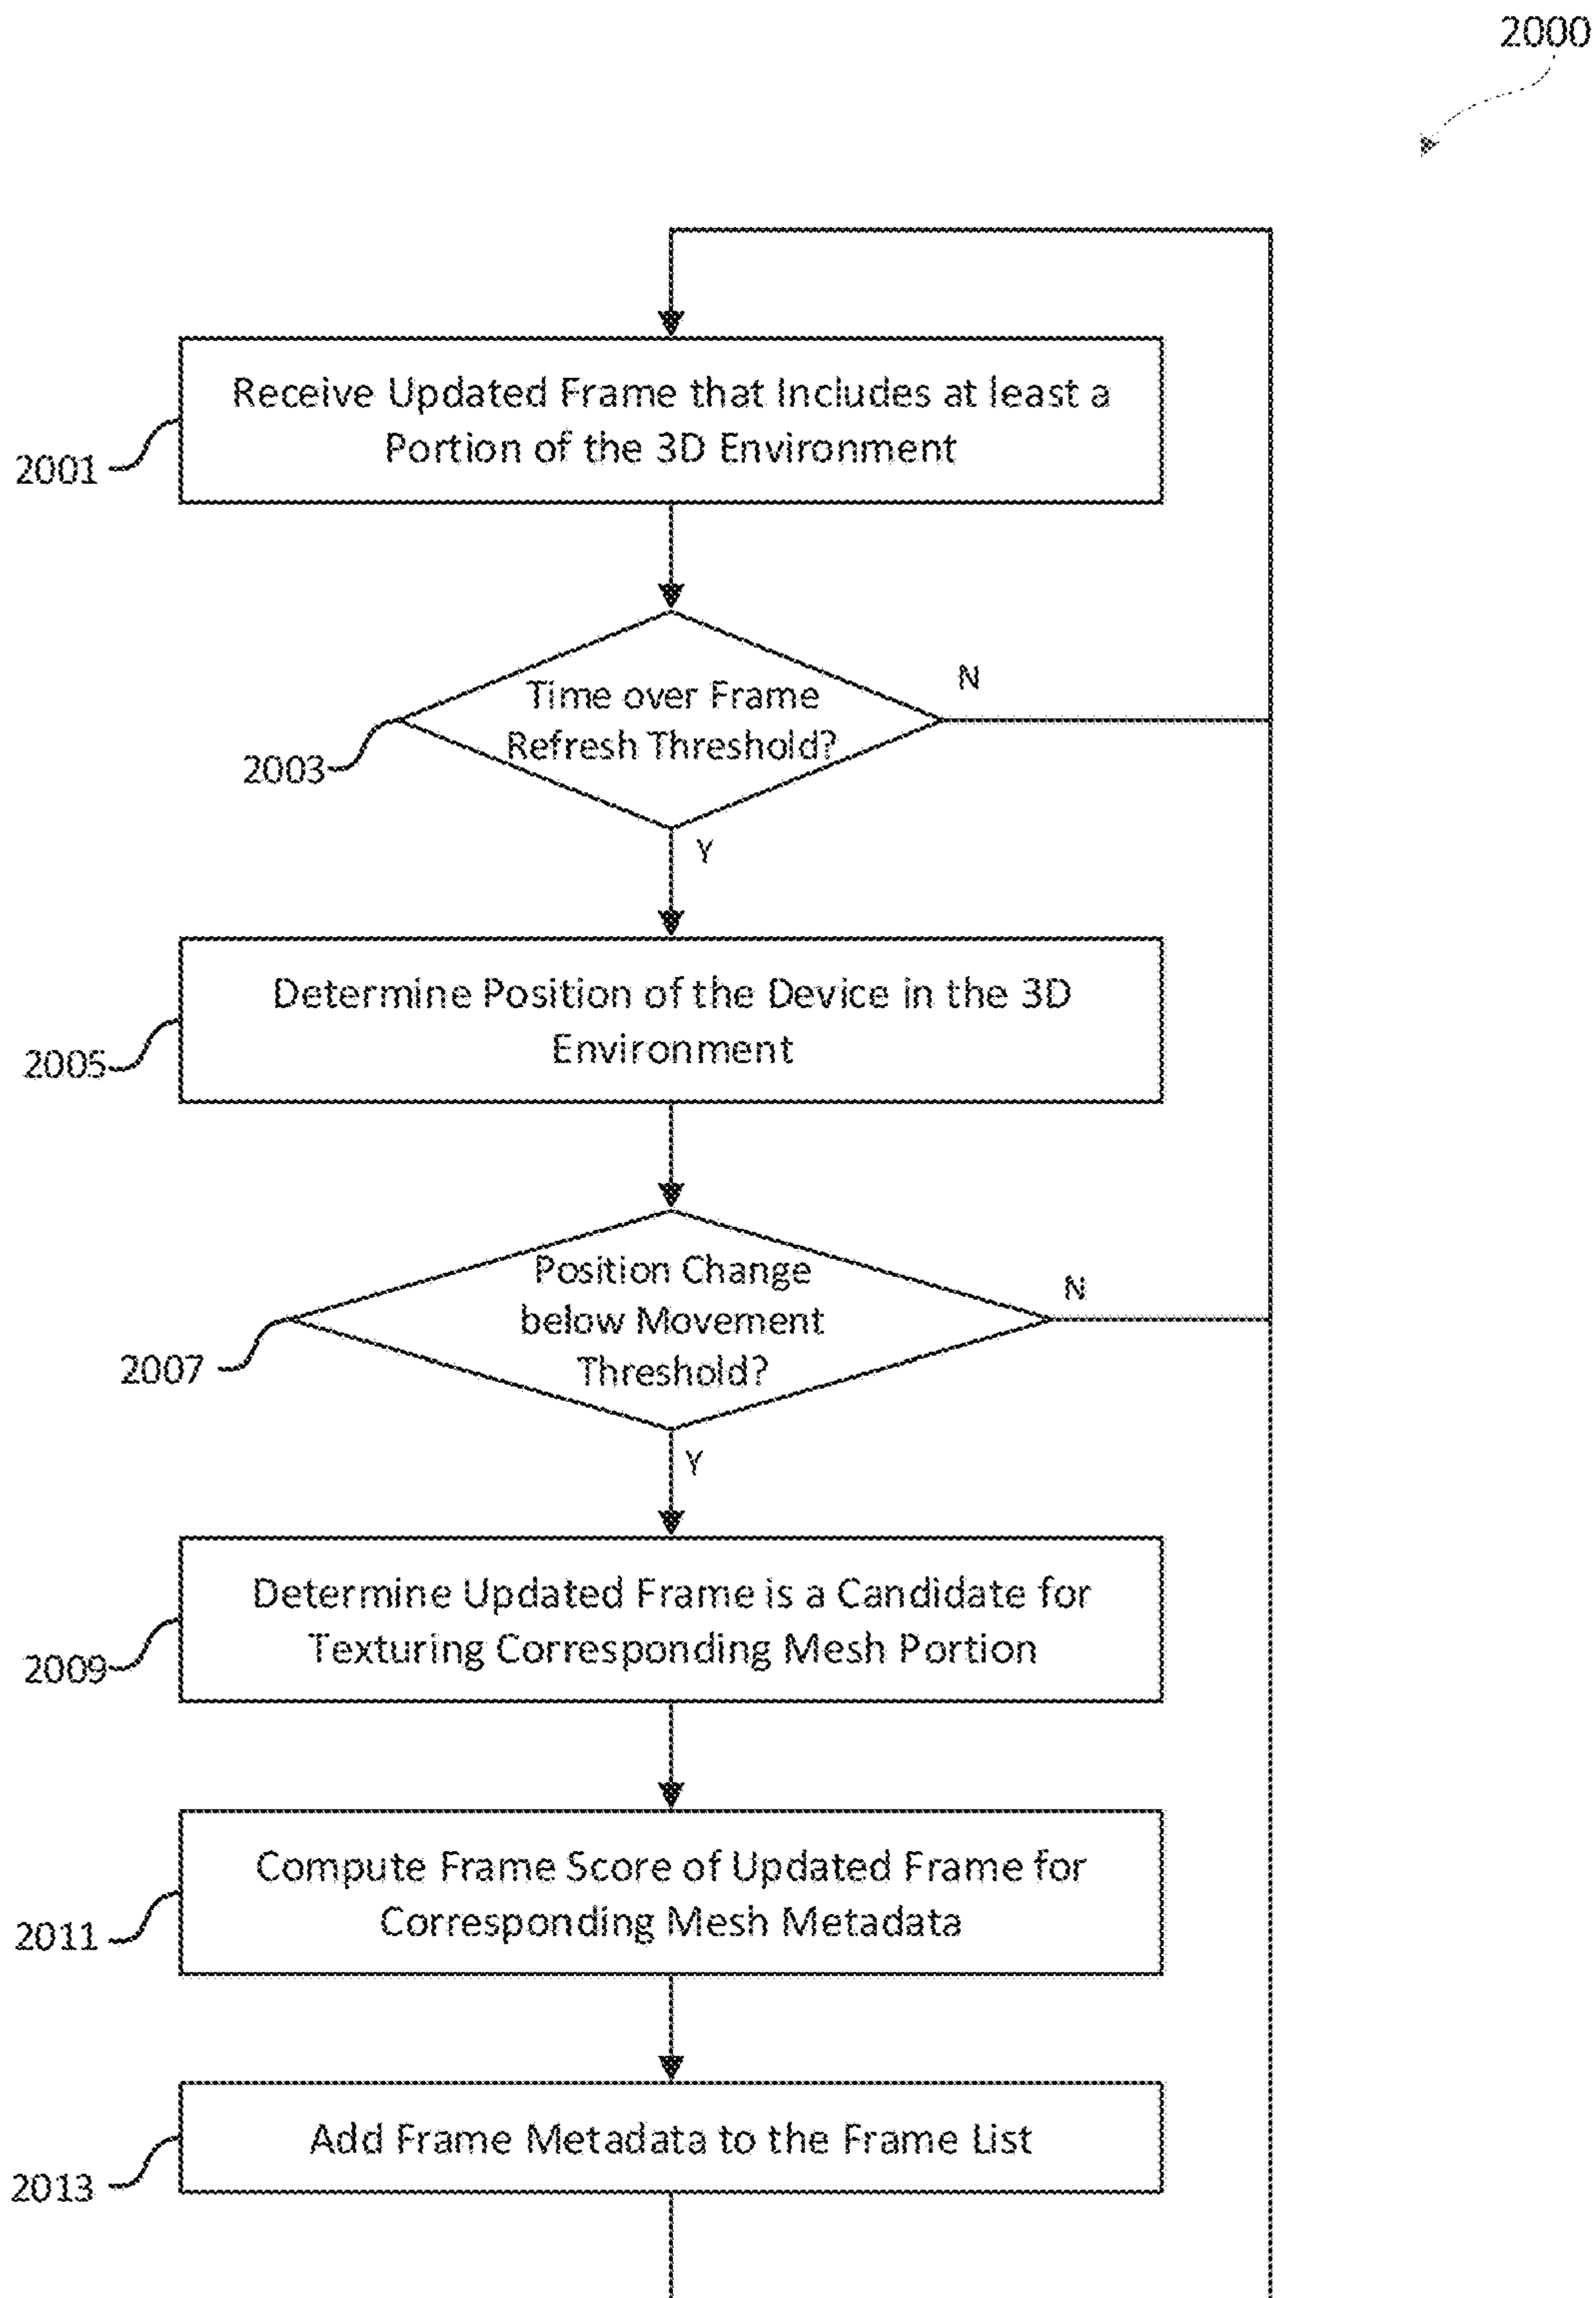 2000
Receive Updated Frame that Includes at least a
Portion of the 3D Environment
2001
Time over Frame
Refresh Threshold?
N
2003
Y
Determine Position of the Device in the 3D
Environment
2005
Position Change
below Movement
Threshold?
N
2007
Y
Determine Updated Frame is a Candidate for
Texturing Corresponding Mesh Portion
2009
Compute Frame Score of Updated Frame for
Corresponding Mesh Metadata
2011
Add Frame Metadata to the Frame List
2013